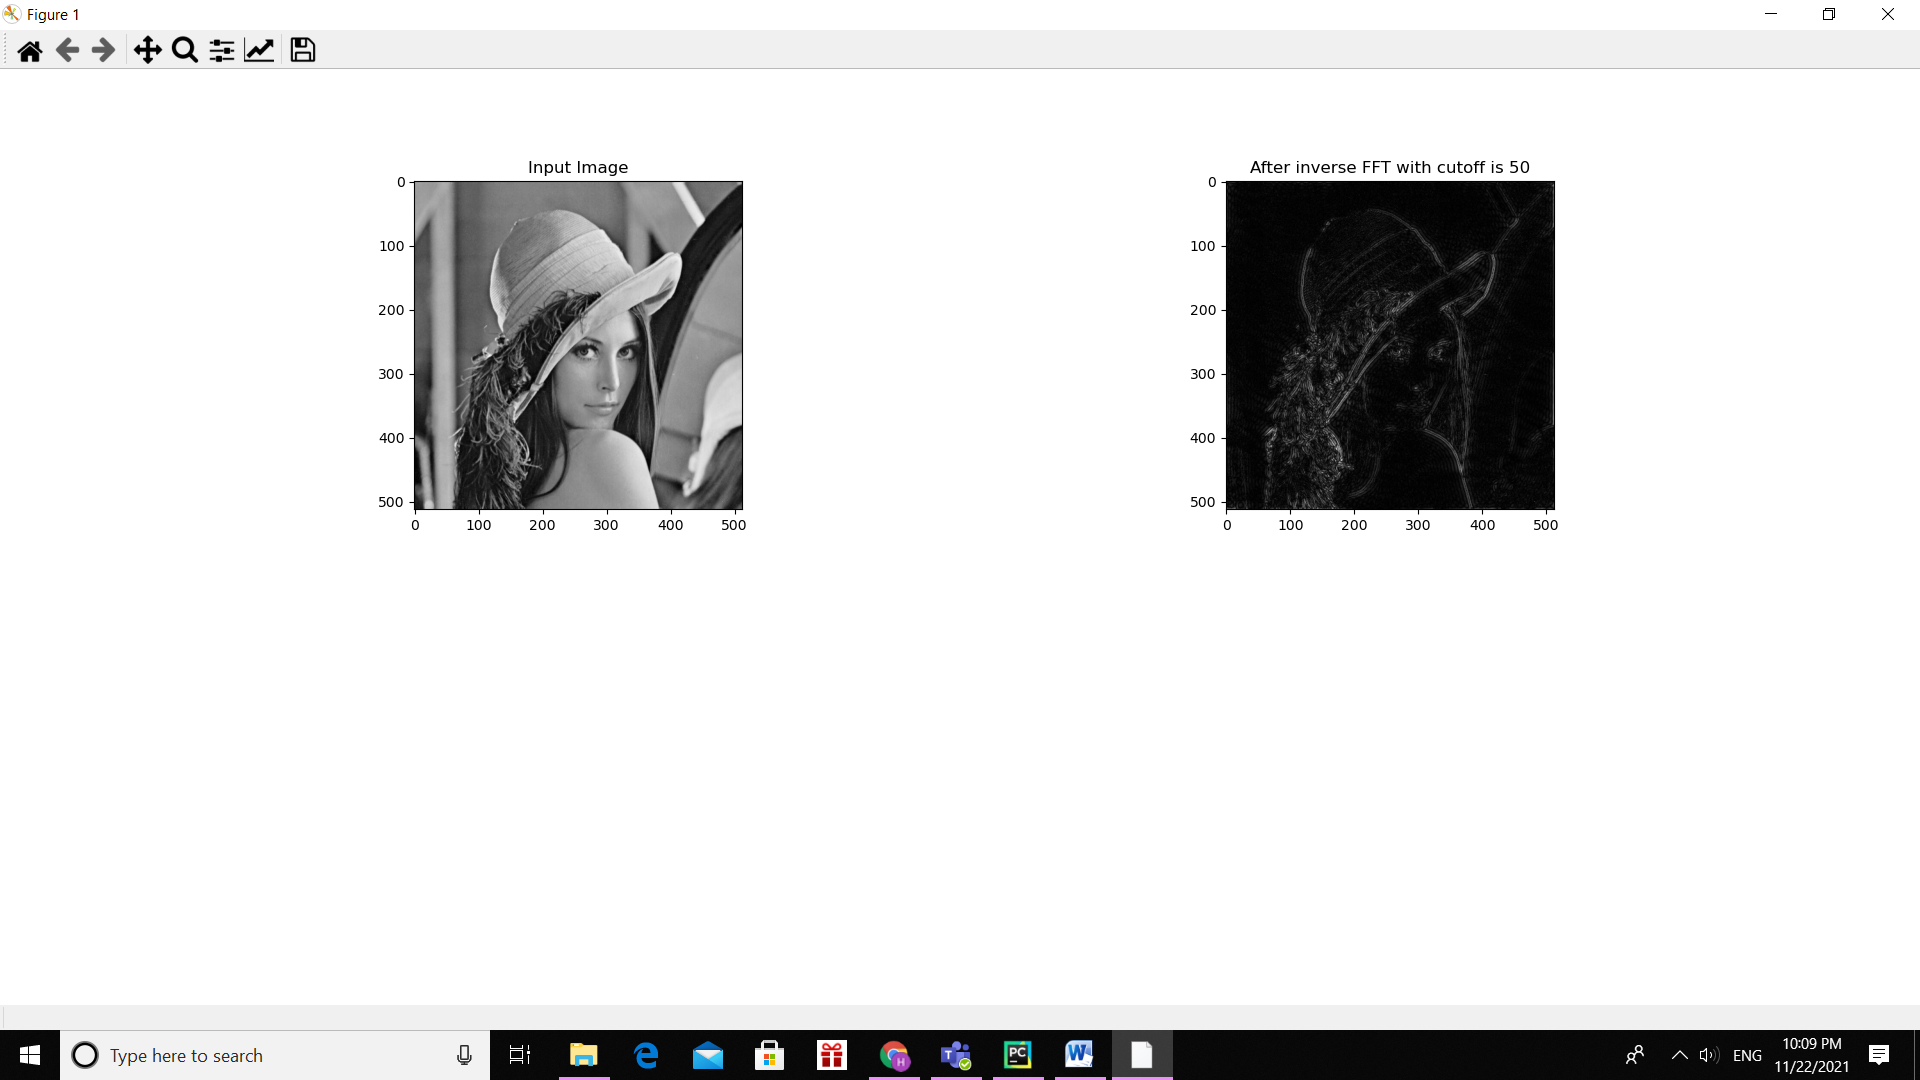 Figure 1
Input Image
0
100
200
300
400
500
0 100 200 300 400 500
After inverse FFT with cutoff is 50
0
100
200
300
400
500
0 100 200 300 400 500
Type here to search
H
T
PC
W
ENG
10:09 PM
11/22/2021